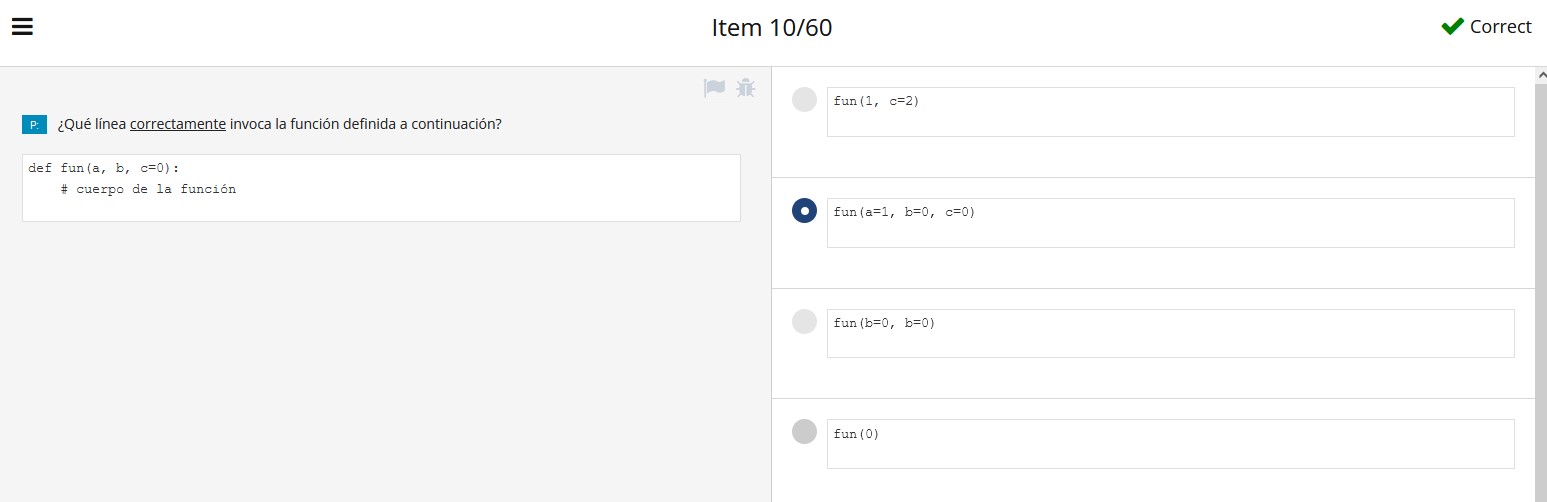 Item 10/60
Correct
P: ¿Qué línea correctamente invoca la función definida a continuación?
def fun(a, b, c=0):
    # cuerpo de la función
fun(1, c=2)
fun(a=1, b=0, c=0)
fun(b=0, b=0)
fun(0)